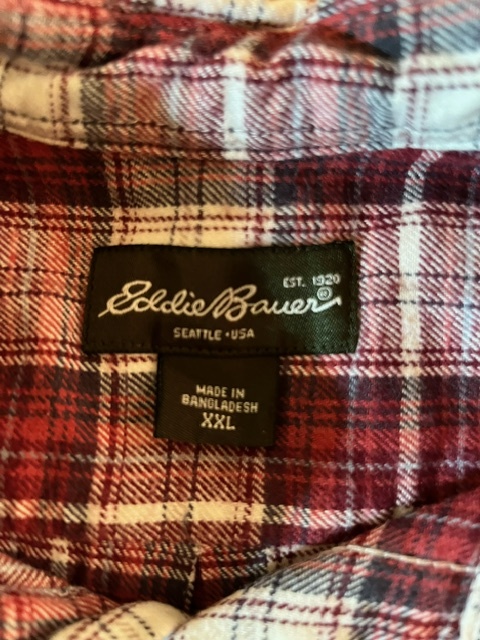 EST. 1920
Eddie Bauer®
SEATTLE • USA
MADE IN
BANGLADESH
XXL